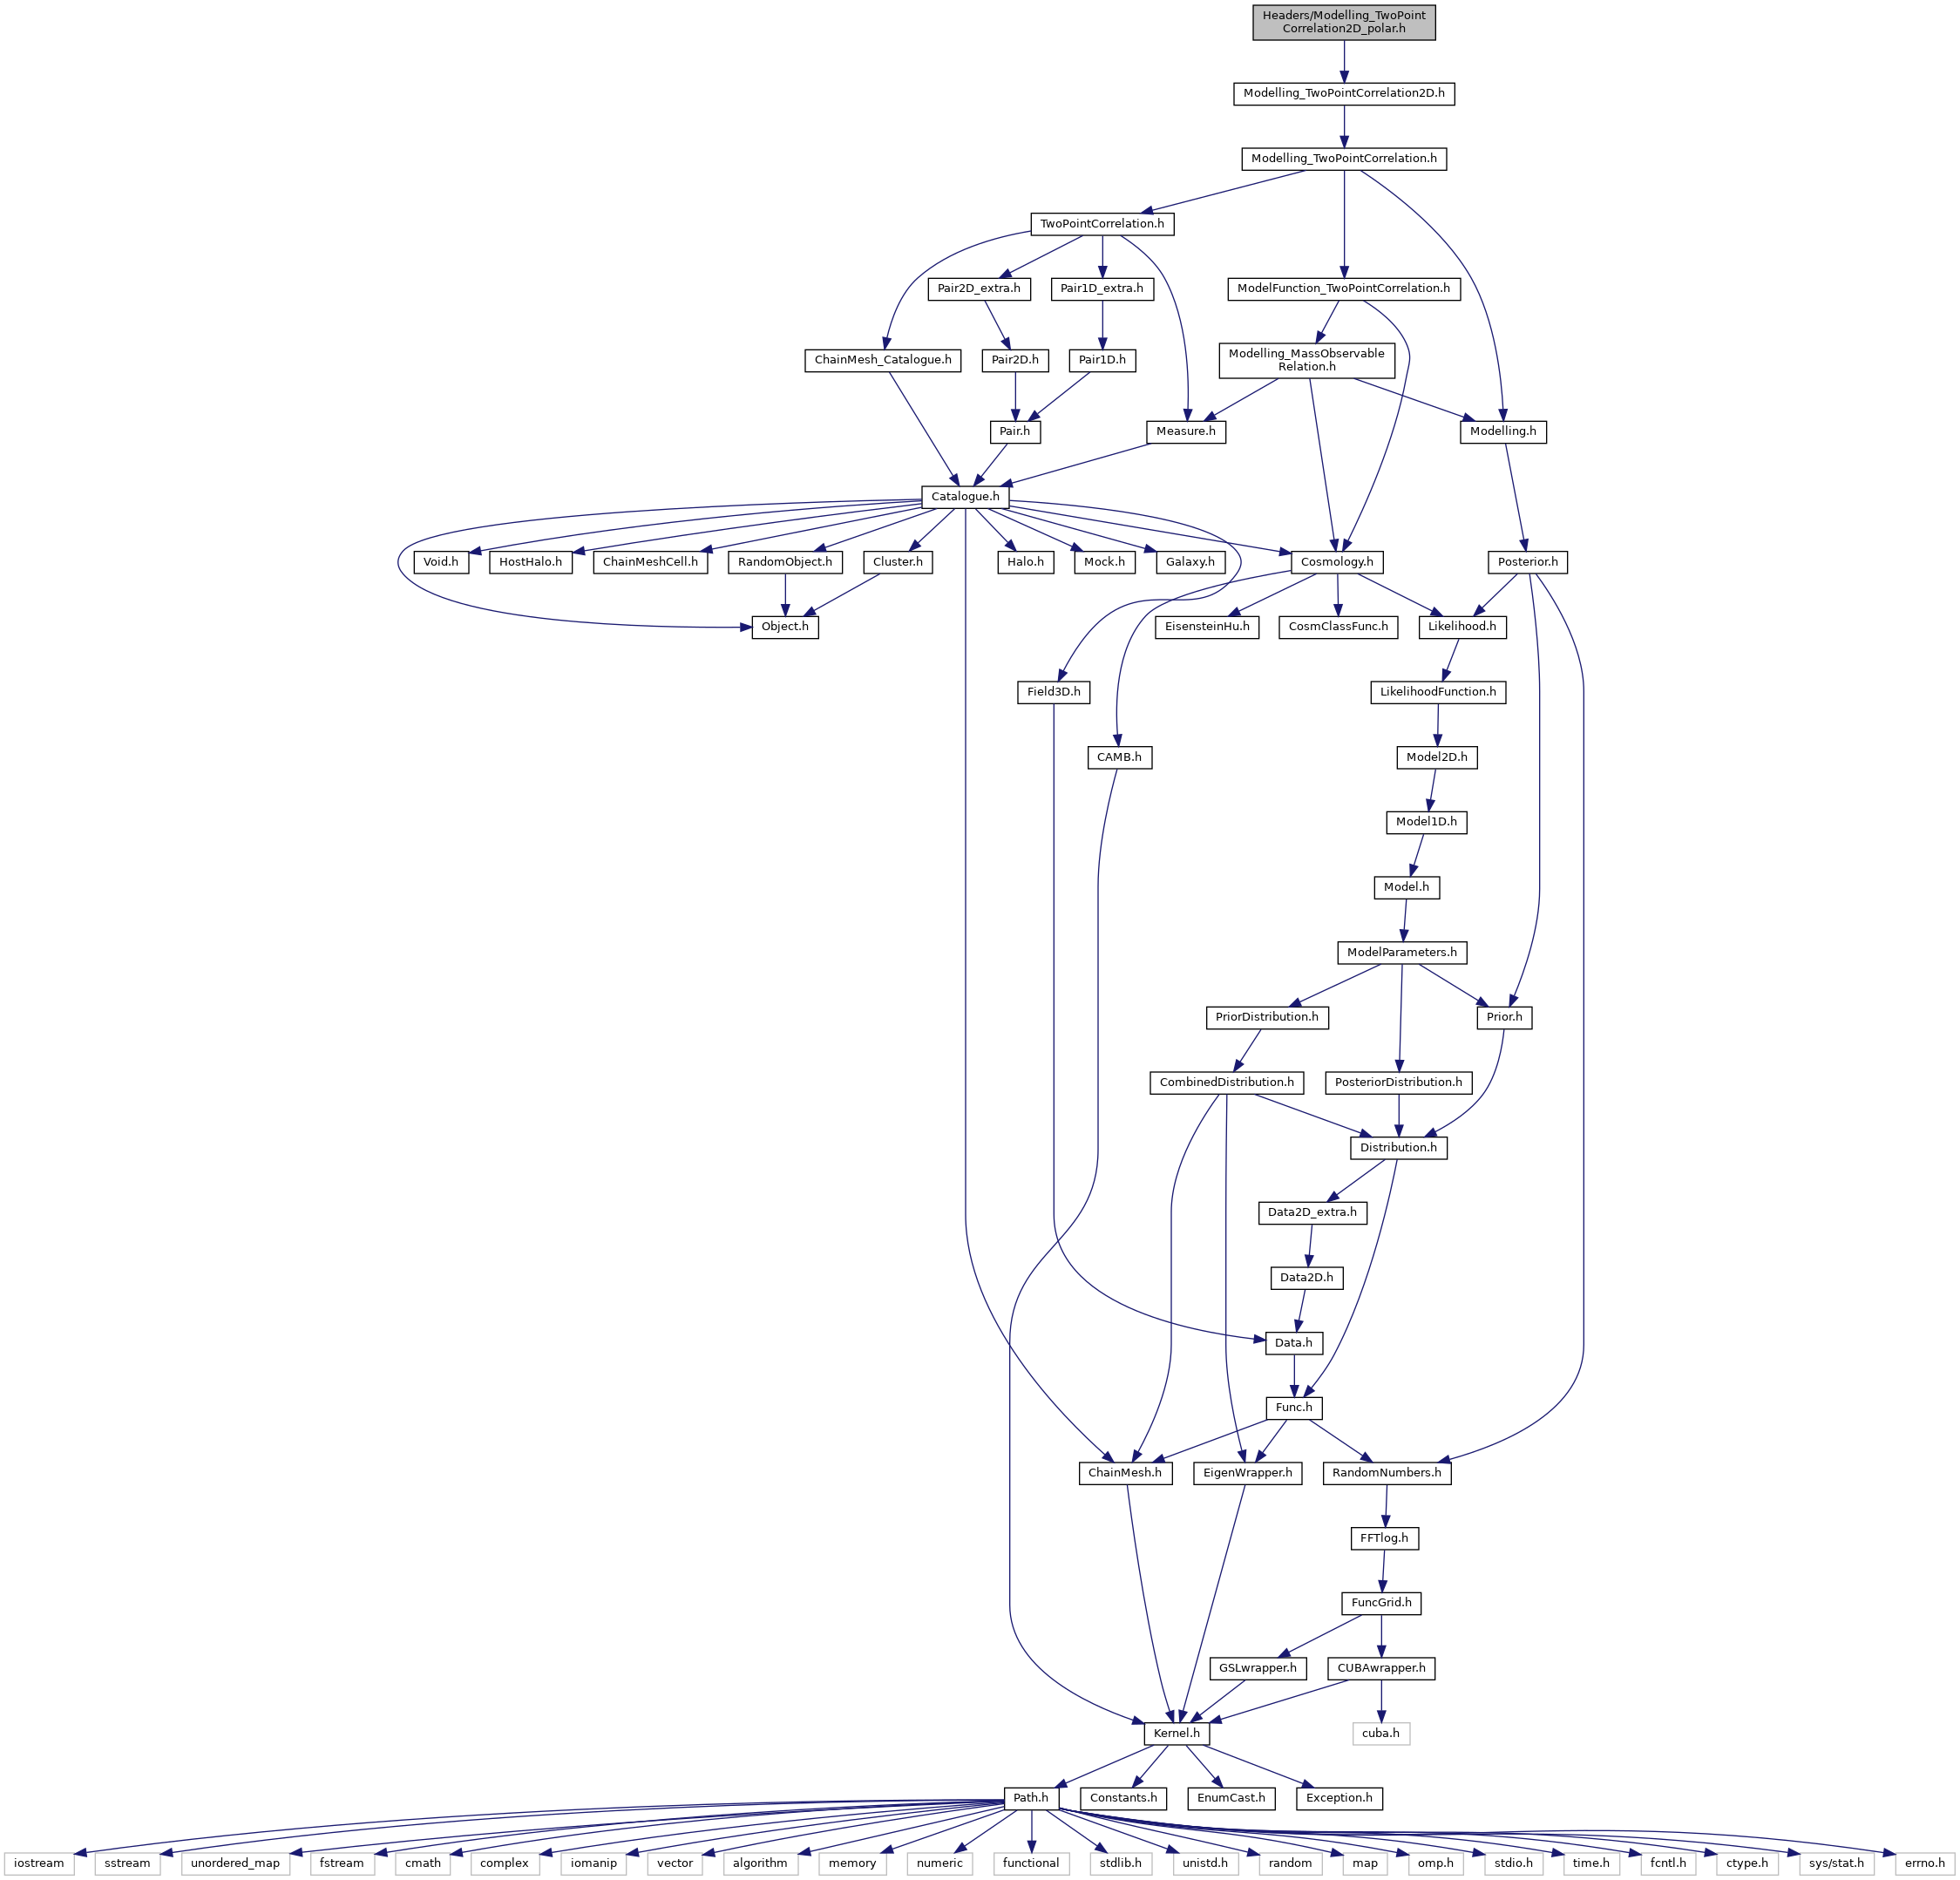 Headers/Modelling_TwoPoint
Correlation2D_polar.h
Modelling_TwoPointCorrelation2D.h
Modelling_TwoPointCorrelation.h
TwoPointCorrelation.h
Pair2D_extra.h
Pair1D_extra.h
ModelFunction_TwoPointCorrelation.h
ChainMesh_Catalogue.h
Pair2D.h
Pair1D.h
Modelling_MassObservable
Relation.h
Pair.h
Measure.h
Modelling.h
Catalogue.h
Void.h
HostHalo.h
ChainMeshCell.h
RandomObject.h
Cluster.h
Halo.h
Mock.h
Galaxy.h
Cosmology.h
Posterior.h
Object.h
EisensteinHu.h
CosmClassFunc.h
Likelihood.h
Field3D.h
LikelihoodFunction.h
CAMB.h
Model2D.h
Model1D.h
Model.h
ModelParameters.h
PriorDistribution.h
Prior.h
CombinedDistribution.h
PosteriorDistribution.h
Distribution.h
Data2D_extra.h
Data2D.h
Data.h
Func.h
ChainMesh.h
EigenWrapper.h
RandomNumbers.h
FFTlog.h
FuncGrid.h
GSLwrapper.h
CUBAwrapper.h
Kernel.h
cuba.h
Path.h
Constants.h
EnumCast.h
Exception.h
iostream
sstream
unordered_map
fstream
cmath
complex
iomanip
vector
algorithm
memory
numeric
functional
stdlib.h
unistd.h
random
map
omp.h
stdio.h
time.h
fcntl.h
ctype.h
sys/stat.h
errno.h